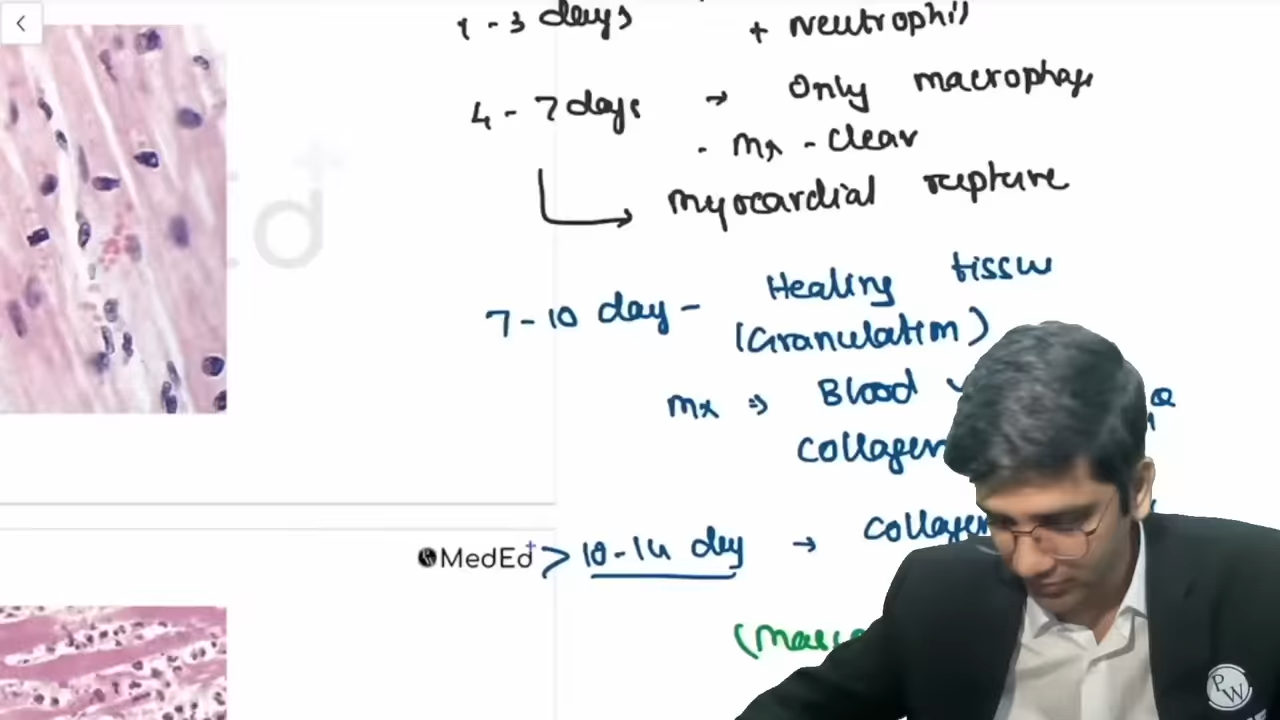 1 - 3 days + Neutrophil
4 - 7 days → Only macrophage
- Mx - clear
myocardial rupture
7 - 10 day - Healing tissue
(Granulation)
Mx ⇒ Blood
collagen
MedEd+ > 10 - 14 day → collagen
PW